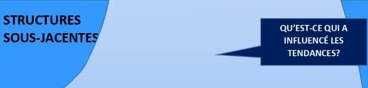 STRUCTURES
SOUS-JACENTES
QU'EST-CE QUI A
INFLUENCÉ LES
TENDANCES?